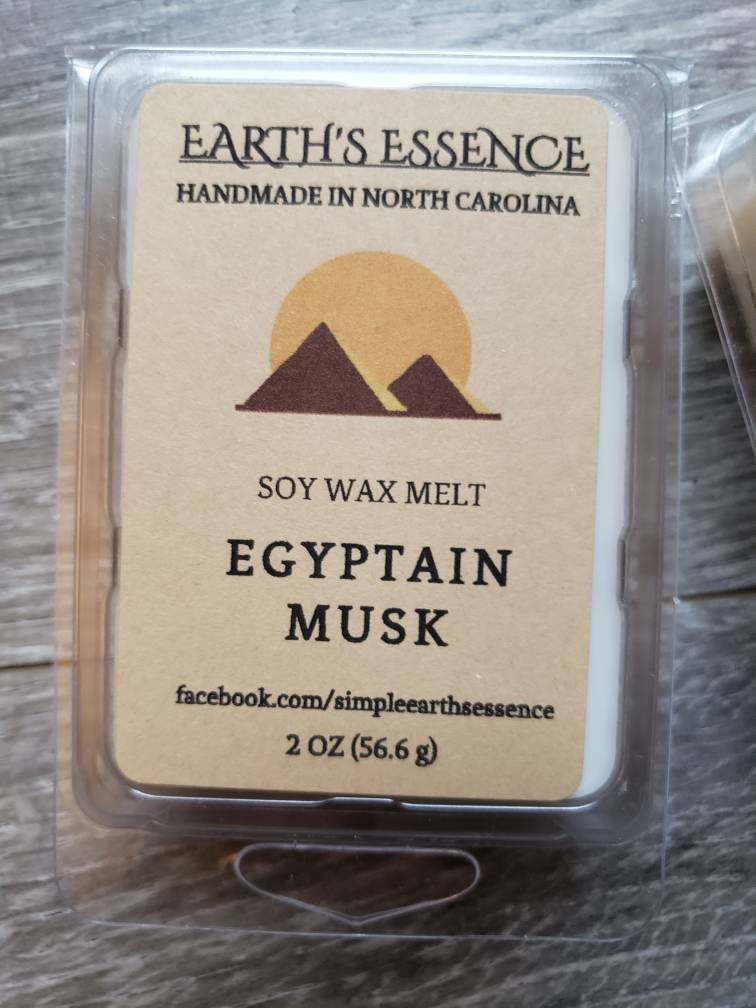 EARTH'S ESSENCE
HANDMADE IN NORTH CAROLINA
SOY WAX MELT
EGYPTAIN
MUSK
facebook.com/simpleearthsessence
2 OZ (56.6 g)